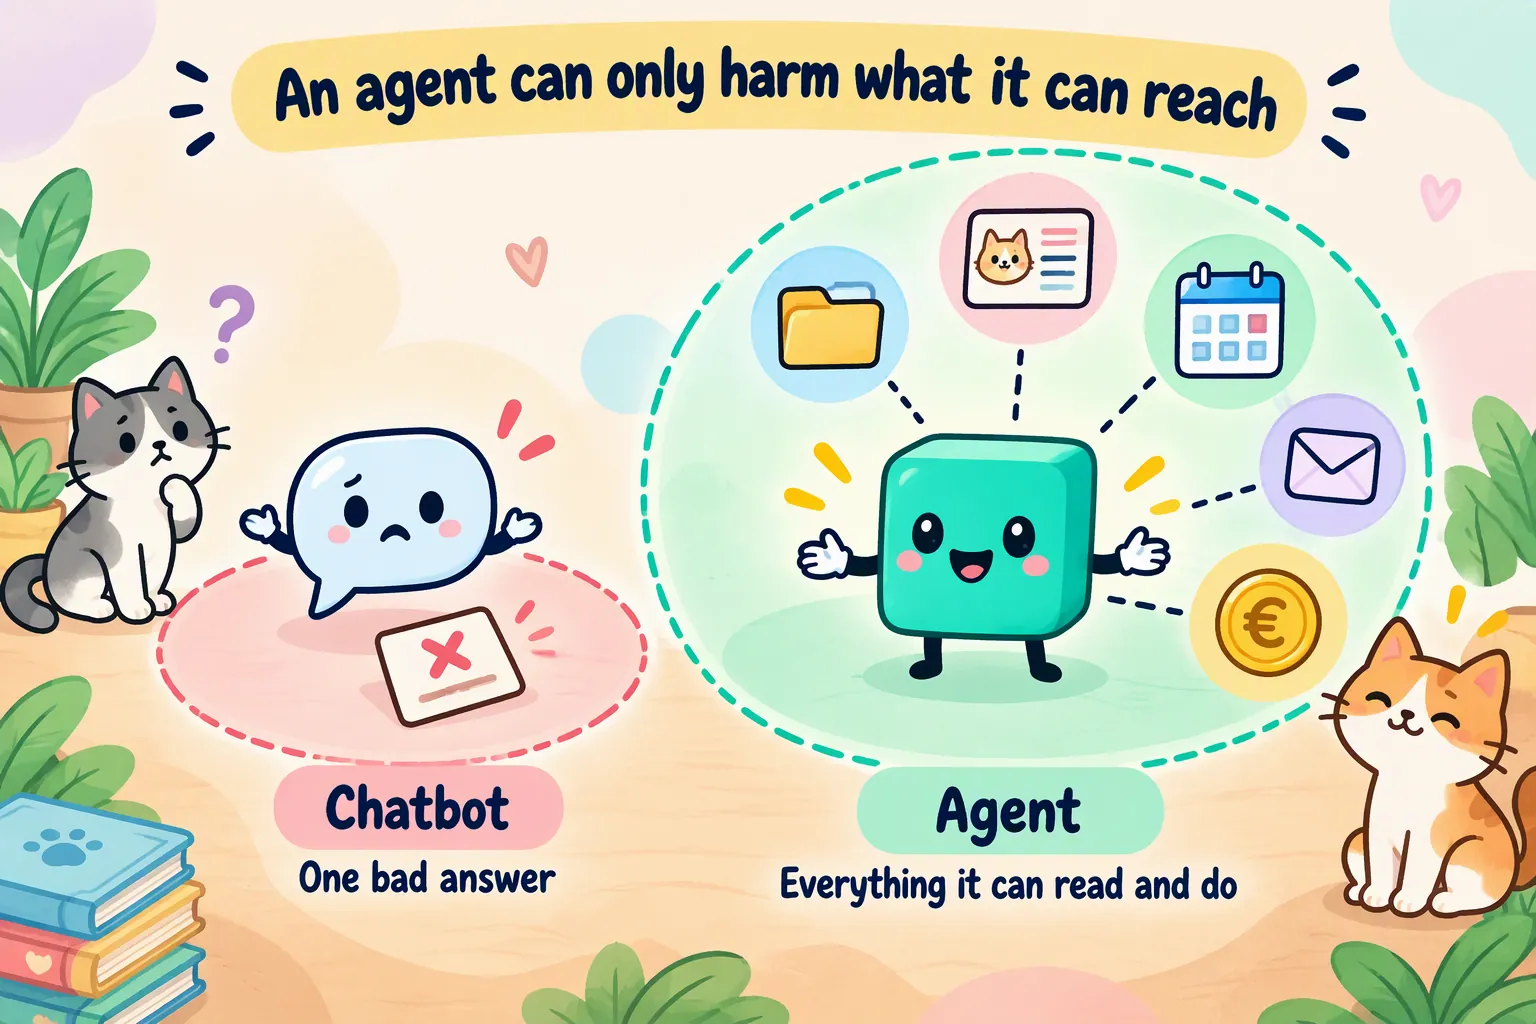 An agent can only harm what it can reach
?
€
Chatbot
One bad answer
Agent
Everything it can read and do